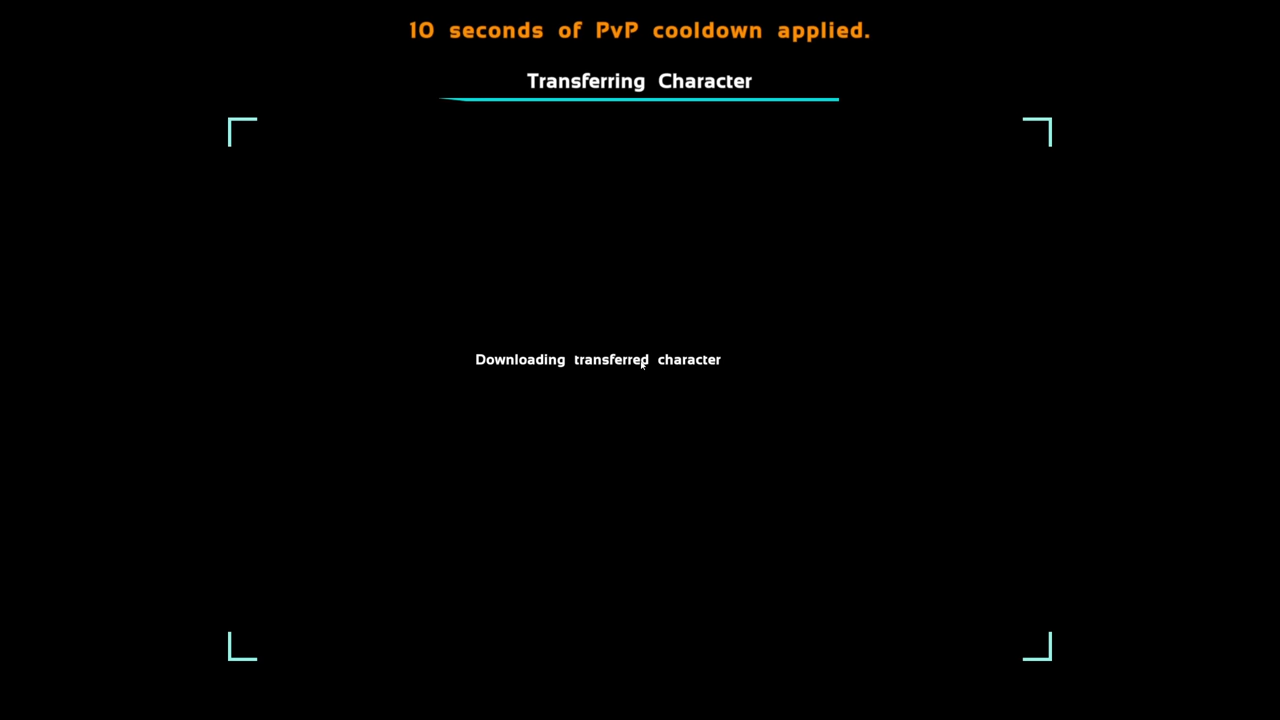 10 seconds of PvP cooldown applied.
Transferring Character
Downloading transferred character